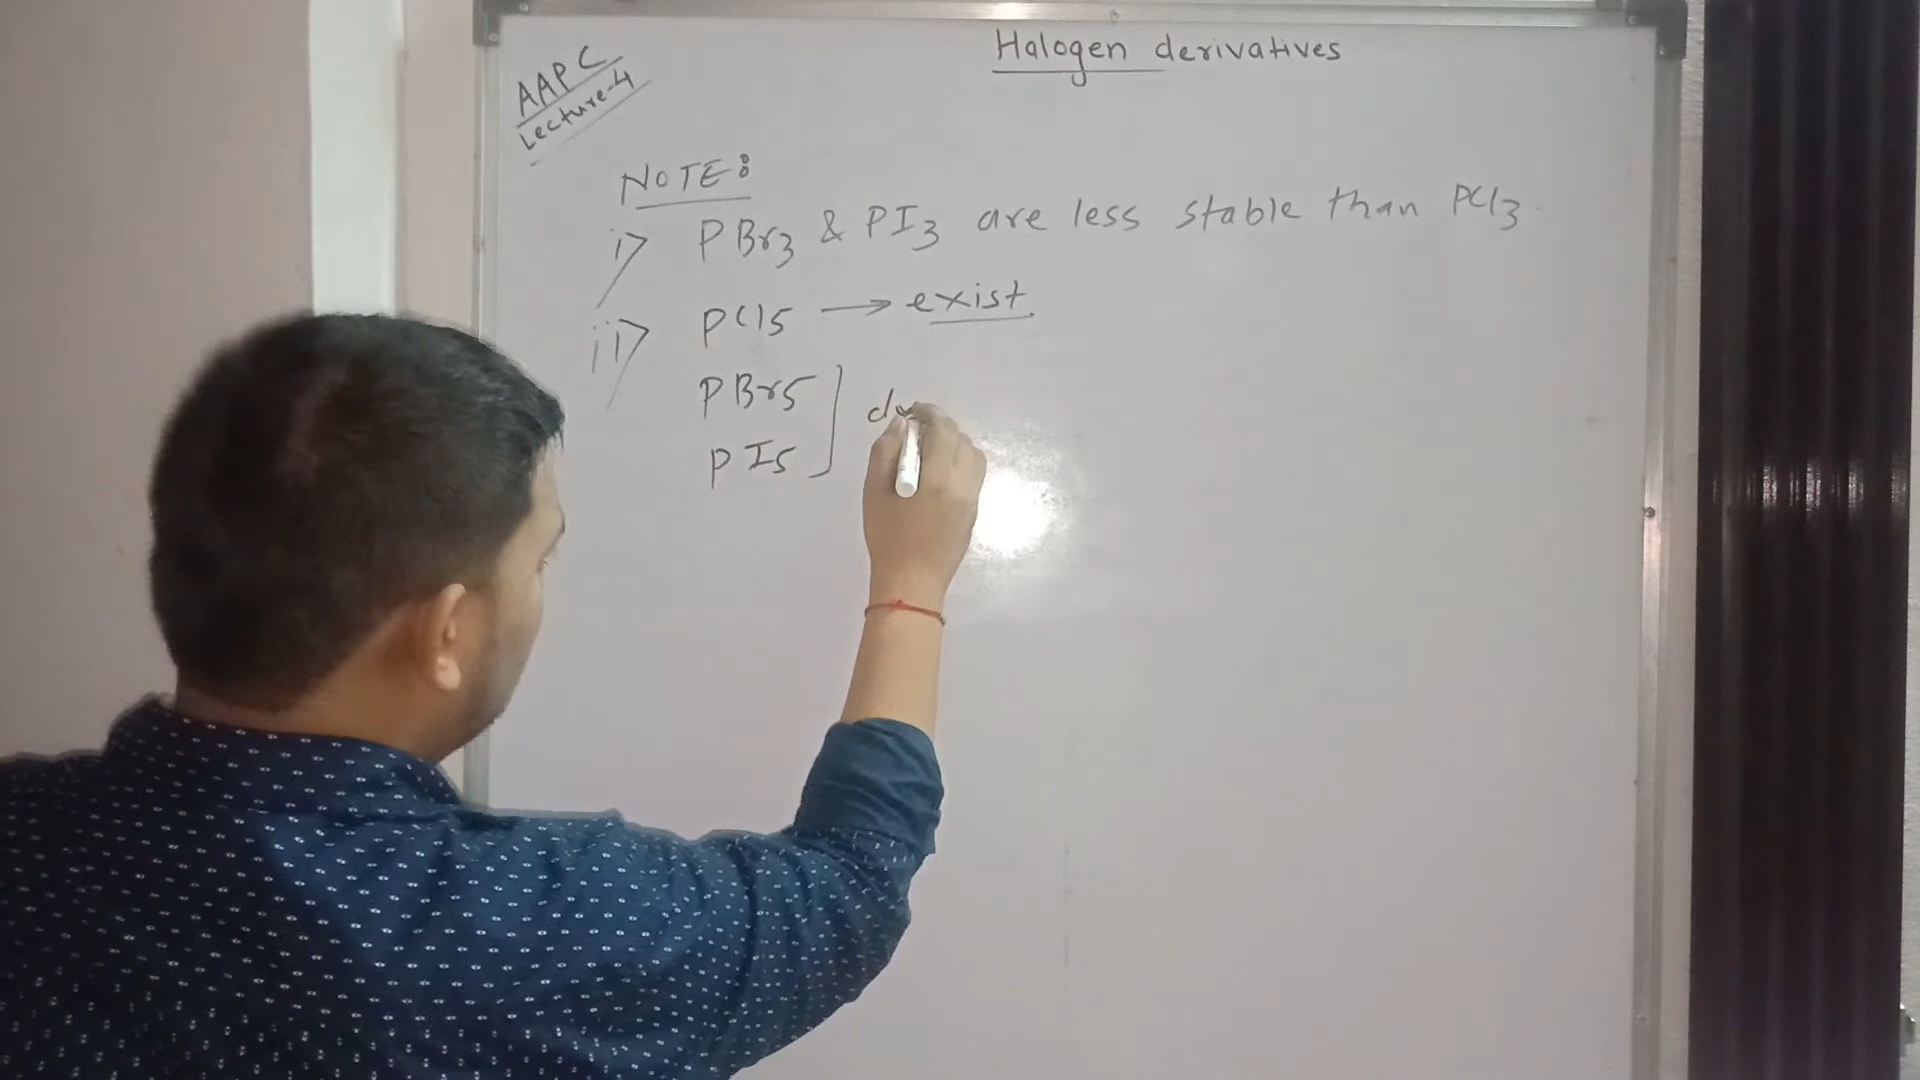 Halogen derivatives
AAPC
Lecture-4
NOTE:
i) PBr3 & PI3 are less stable than PCl3.
ii) PCl5 → exist.
PBr5
PI5